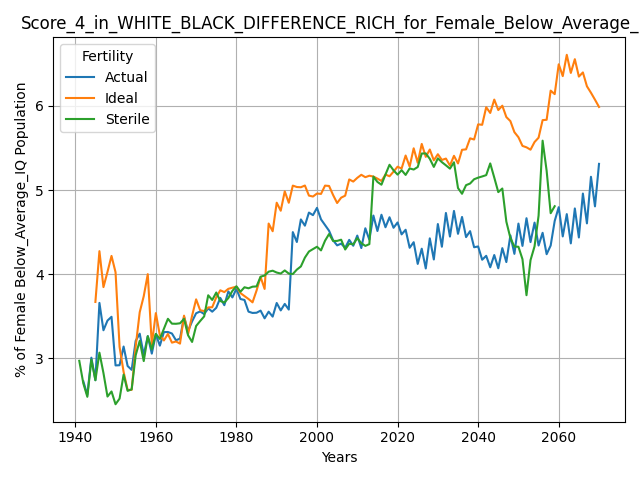 Score_4_in_WHITE_BLACK_DIFFERENCE_RICH_for_Female_Below_Average_
Fertility
Actual
Ideal
Sterile
% of Female Below_Average_IQ Population
6
5
4
3
1940 1960 1980 2000 2020 2040 2060
Years